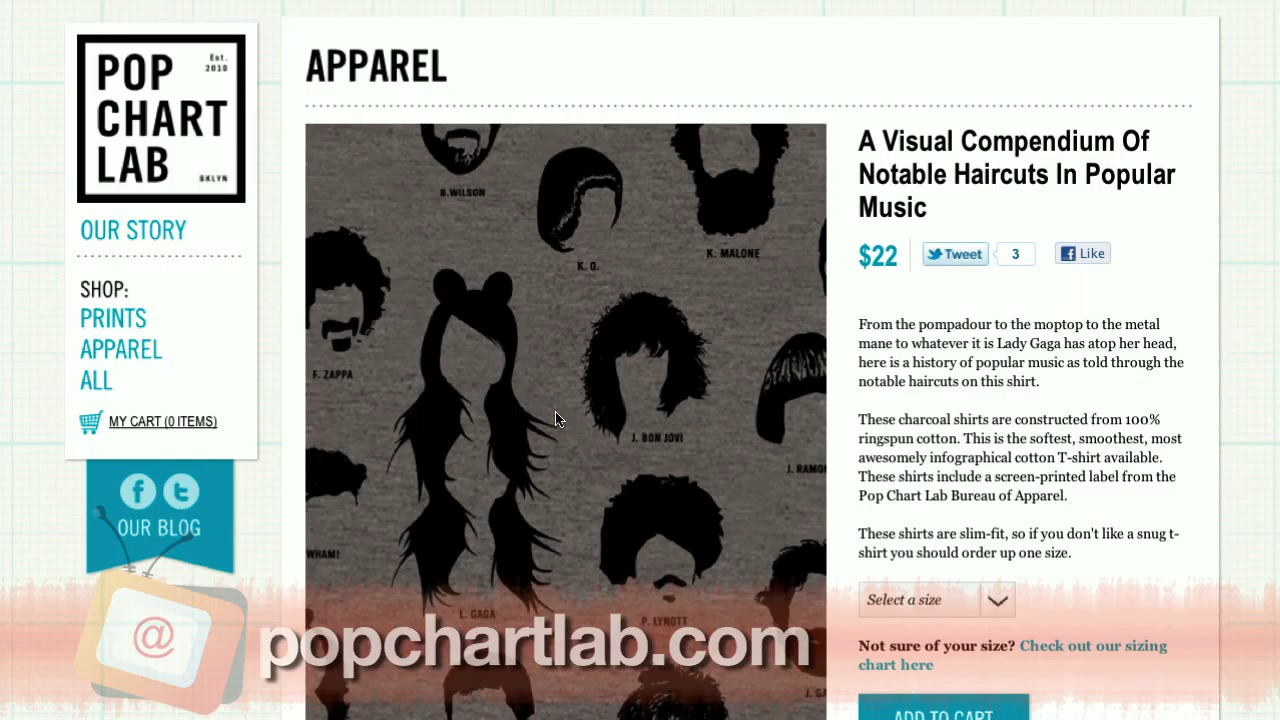 POP
CHART
LAB
Est.
2010
BKLYN
OUR STORY
SHOP:
PRINTS
APPAREL
ALL
MY CART (0 ITEMS)
OUR BLOG
APPAREL
B.WILSON
K. O.
K. MALONE
F. ZAPPA
J. BON JOVI
J. RAMO
WHAM!
L. GAGA
P. LYNOTT
J. GA
A Visual Compendium Of
Notable Haircuts In Popular
Music
$22
Tweet
3
Like
From the pompadour to the moptop to the metal
mane to whatever it is Lady Gaga has atop her head,
here is a history of popular music as told through the
notable haircuts on this shirt.
These charcoal shirts are constructed from 100%
ringspun cotton. This is the softest, smoothest, most
awesomely infographical cotton T-shirt available.
These shirts include a screen-printed label from the
Pop Chart Lab Bureau of Apparel.
These shirts are slim-fit, so if you don't like a snug t-
shirt you should order up one size.
Select a size
Not sure of your size? Check out our sizing
chart here
ADD TO CART
@
popchartlab.com